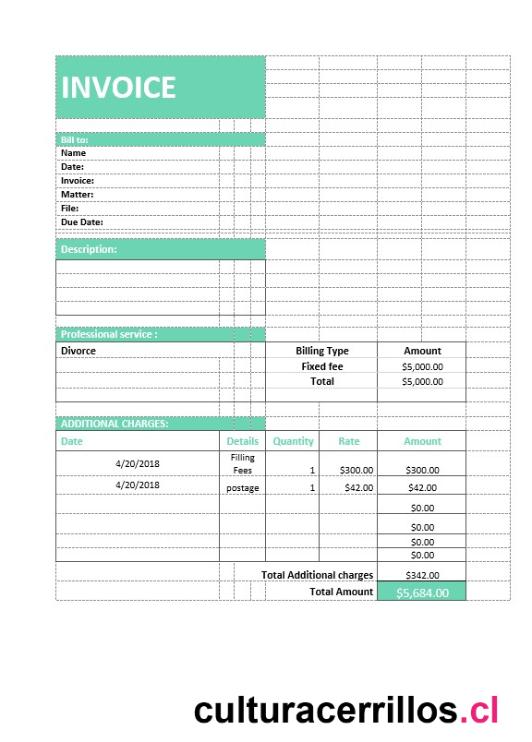 INVOICE
Bill to:
Name
Date:
Invoice:
Matter:
File:
Due Date:
Description:
Professional service :
Divorce Billing Type Amount
Fixed fee $5,000.00
Total $5,000.00
ADDITIONAL CHARGES:
Date Details Quantity Rate Amount
Filling
4/20/2018 Fees 1 $300.00 $300.00
4/20/2018 postage 1 $42.00 $42.00
$0.00
$0.00
$0.00
$0.00
Total Additional charges $342.00
Total Amount $5,684.00
culturacerrillos.cl